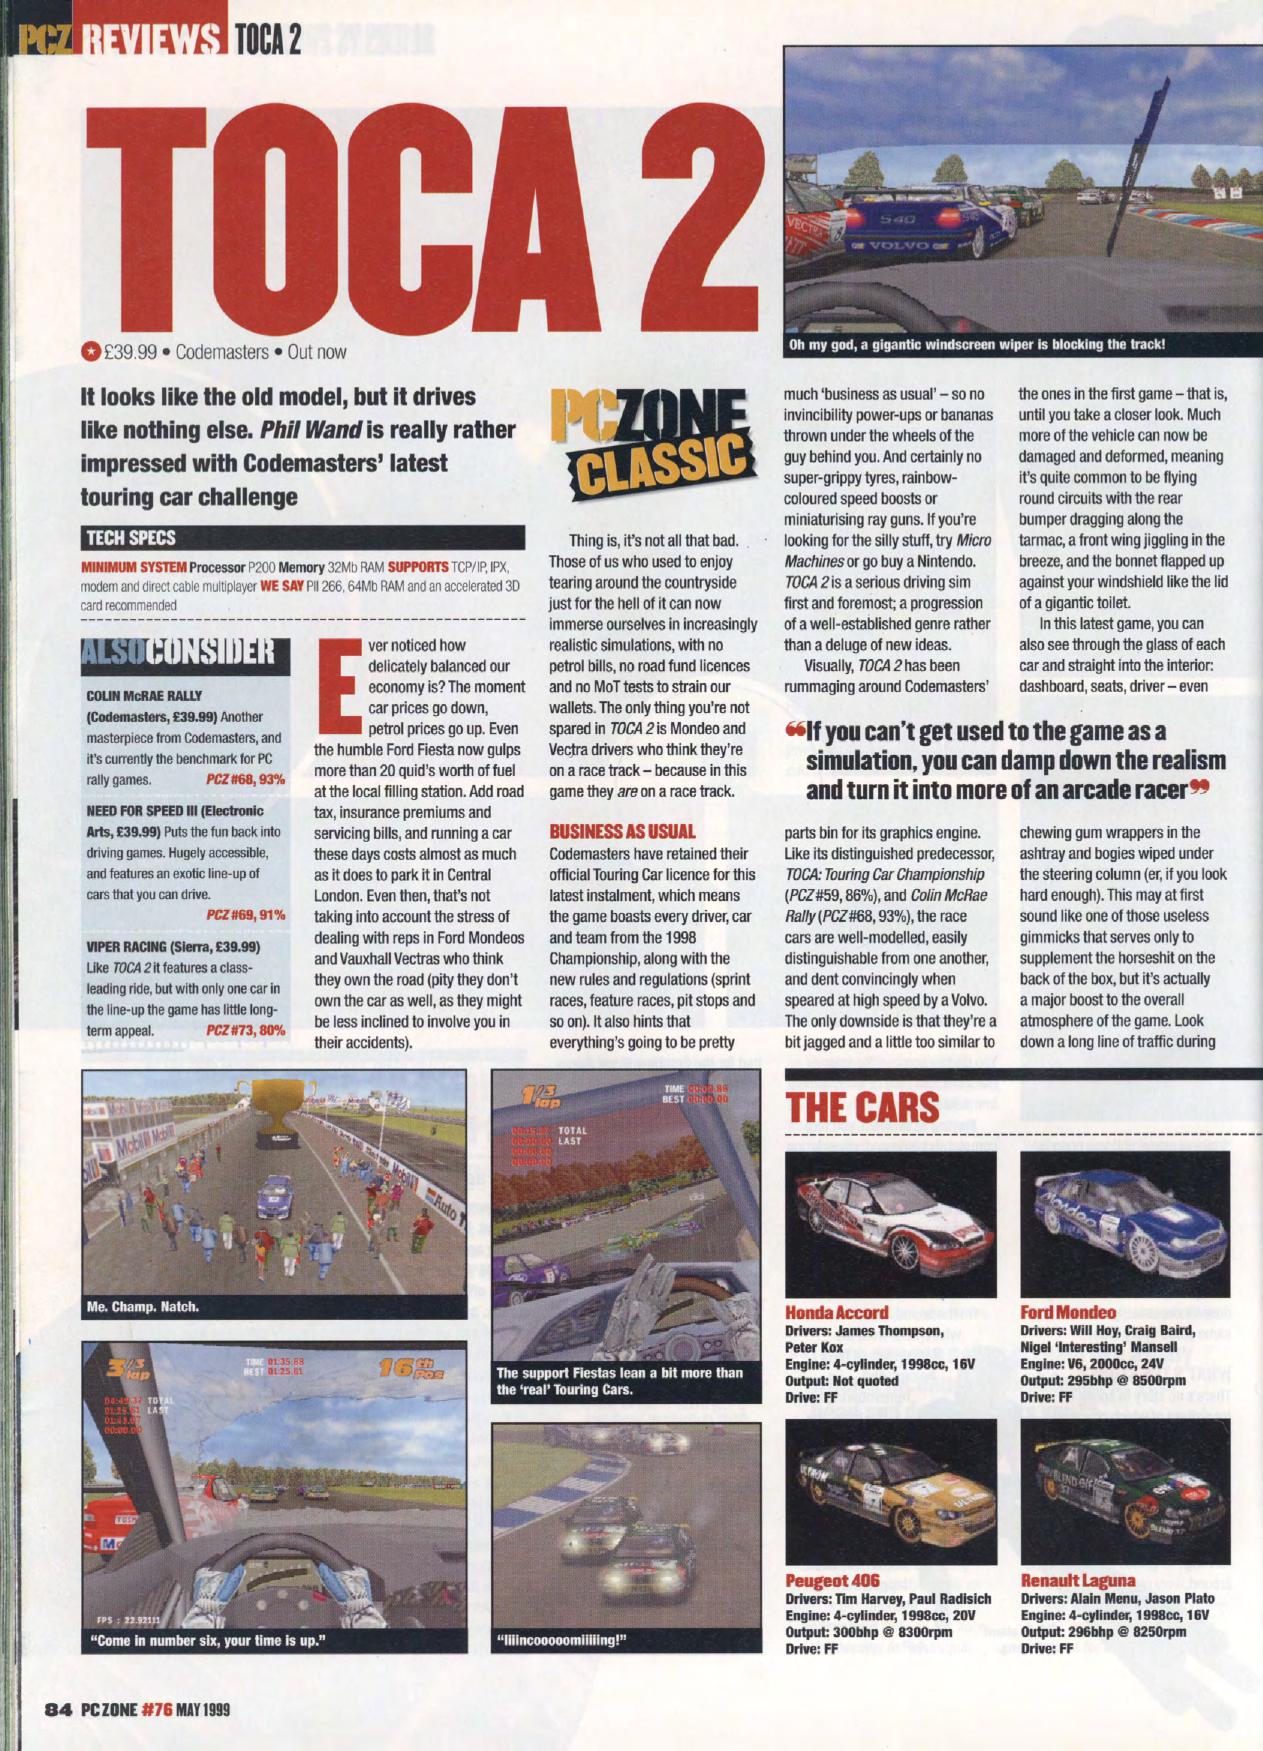 PCZ REVIEWS TOCA 2
TOCA 2
£39.99 • Codemasters • Out now
It looks like the old model, but it drives
like nothing else. Phil Wand is really rather
impressed with Codemasters' latest
touring car challenge
TECH SPECS
MINIMUM SYSTEM Processor P200 Memory 32Mb RAM SUPPORTS TCP/IP, IPX,
modem and direct cable multiplayer WE SAY PII 266, 64Mb RAM and an accelerated 3D
card recommended
ALSO CONSIDER
COLIN McRAE RALLY
(Codemasters, £39.99) Another
masterpiece from Codemasters, and
it's currently the benchmark for PC
rally games. PCZ #68, 93%
NEED FOR SPEED III (Electronic
Arts, £39.99) Puts the fun back into
driving games. Hugely accessible,
and features an exotic line-up of
cars that you can drive.
PCZ #69, 91%
VIPER RACING (Sierra, £39.99)
Like TOCA 2 it features a class-
leading ride, but with only one car in
the line-up the game has little long-
term appeal. PCZ #73, 80%
Ever noticed how
delicately balanced our
economy is? The moment
car prices go down,
petrol prices go up. Even
the humble Ford Fiesta now gulps
more than 20 quid's worth of fuel
at the local filling station. Add road
tax, insurance premiums and
servicing bills, and running a car
these days costs almost as much
as it does to park it in Central
London. Even then, that's not
taking into account the stress of
dealing with reps in Ford Mondeos
and Vauxhall Vectras who think
they own the road (pity they don't
own the car as well, as they might
be less inclined to involve you in
their accidents).
PCZONE
CLASSIC
Thing is, it's not all that bad.
Those of us who used to enjoy
tearing around the countryside
just for the hell of it can now
immerse ourselves in increasingly
realistic simulations, with no
petrol bills, no road fund licences
and no MoT tests to strain our
wallets. The only thing you're not
spared in TOCA 2 is Mondeo and
Vectra drivers who think they're
on a race track – because in this
game they are on a race track.
BUSINESS AS USUAL
Codemasters have retained their
official Touring Car licence for this
latest instalment, which means
the game boasts every driver, car
and team from the 1998
Championship, along with the
new rules and regulations (sprint
races, feature races, pit stops and
so on). It also hints that
everything's going to be pretty
S40
VOLVO
VECTRA
Oh my god, a gigantic windscreen wiper is blocking the track!
much 'business as usual' – so no
invincibility power-ups or bananas
thrown under the wheels of the
guy behind you. And certainly no
super-grippy tyres, rainbow-
coloured speed boosts or
miniaturising ray guns. If you're
looking for the silly stuff, try Micro
Machines or go buy a Nintendo.
TOCA 2 is a serious driving sim
first and foremost; a progression
of a well-established genre rather
than a deluge of new ideas.
Visually, TOCA 2 has been
rummaging around Codemasters'
“If you can't get used to the game as a
simulation, you can damp down the realism
and turn it into more of an arcade racer”
parts bin for its graphics engine.
Like its distinguished predecessor,
TOCA: Touring Car Championship
(PCZ #59, 86%), and Colin McRae
Rally (PCZ #68, 93%), the race
cars are well-modelled, easily
distinguishable from one another,
and dent convincingly when
speared at high speed by a Volvo.
The only downside is that they're a
bit jagged and a little too similar to
the ones in the first game – that is,
until you take a closer look. Much
more of the vehicle can now be
damaged and deformed, meaning
it's quite common to be flying
round circuits with the rear
bumper dragging along the
tarmac, a front wing jiggling in the
breeze, and the bonnet flapped up
against your windshield like the lid
of a gigantic toilet.
In this latest game, you can
also see through the glass of each
car and straight into the interior:
dashboard, seats, driver – even
chewing gum wrappers in the
ashtray and bogies wiped under
the steering column (er, if you look
hard enough). This may at first
sound like one of those useless
gimmicks that serves only to
supplement the horseshit on the
back of the box, but it's actually
a major boost to the overall
atmosphere of the game. Look
down a long line of traffic during
Mobil
Me. Champ. Natch.
1/3
lap
TOTAL
LAST
TIME
BEST
The support Fiestas lean a bit more than
the 'real' Touring Cars.
3/3
lap
TIME 01:35.88
BEST 01:25.01
16th
Pos
TOTAL
LAST
FPS : 22.92111
“Come in number six, your time is up.”
“Iiiincooooomiiiiing!”
THE CARS
Honda Accord
Drivers: James Thompson,
Peter Kox
Engine: 4-cylinder, 1998cc, 16V
Output: Not quoted
Drive: FF
Ford Mondeo
Drivers: Will Hoy, Craig Baird,
Nigel 'Interesting' Mansell
Engine: V6, 2000cc, 24V
Output: 295bhp @ 8500rpm
Drive: FF
Peugeot 406
Drivers: Tim Harvey, Paul Radisich
Engine: 4-cylinder, 1998cc, 20V
Output: 300bhp @ 8300rpm
Drive: FF
Renault Laguna
Drivers: Alain Menu, Jason Plato
Engine: 4-cylinder, 1998cc, 16V
Output: 296bhp @ 8250rpm
Drive: FF
84 PC ZONE #76 MAY 1999